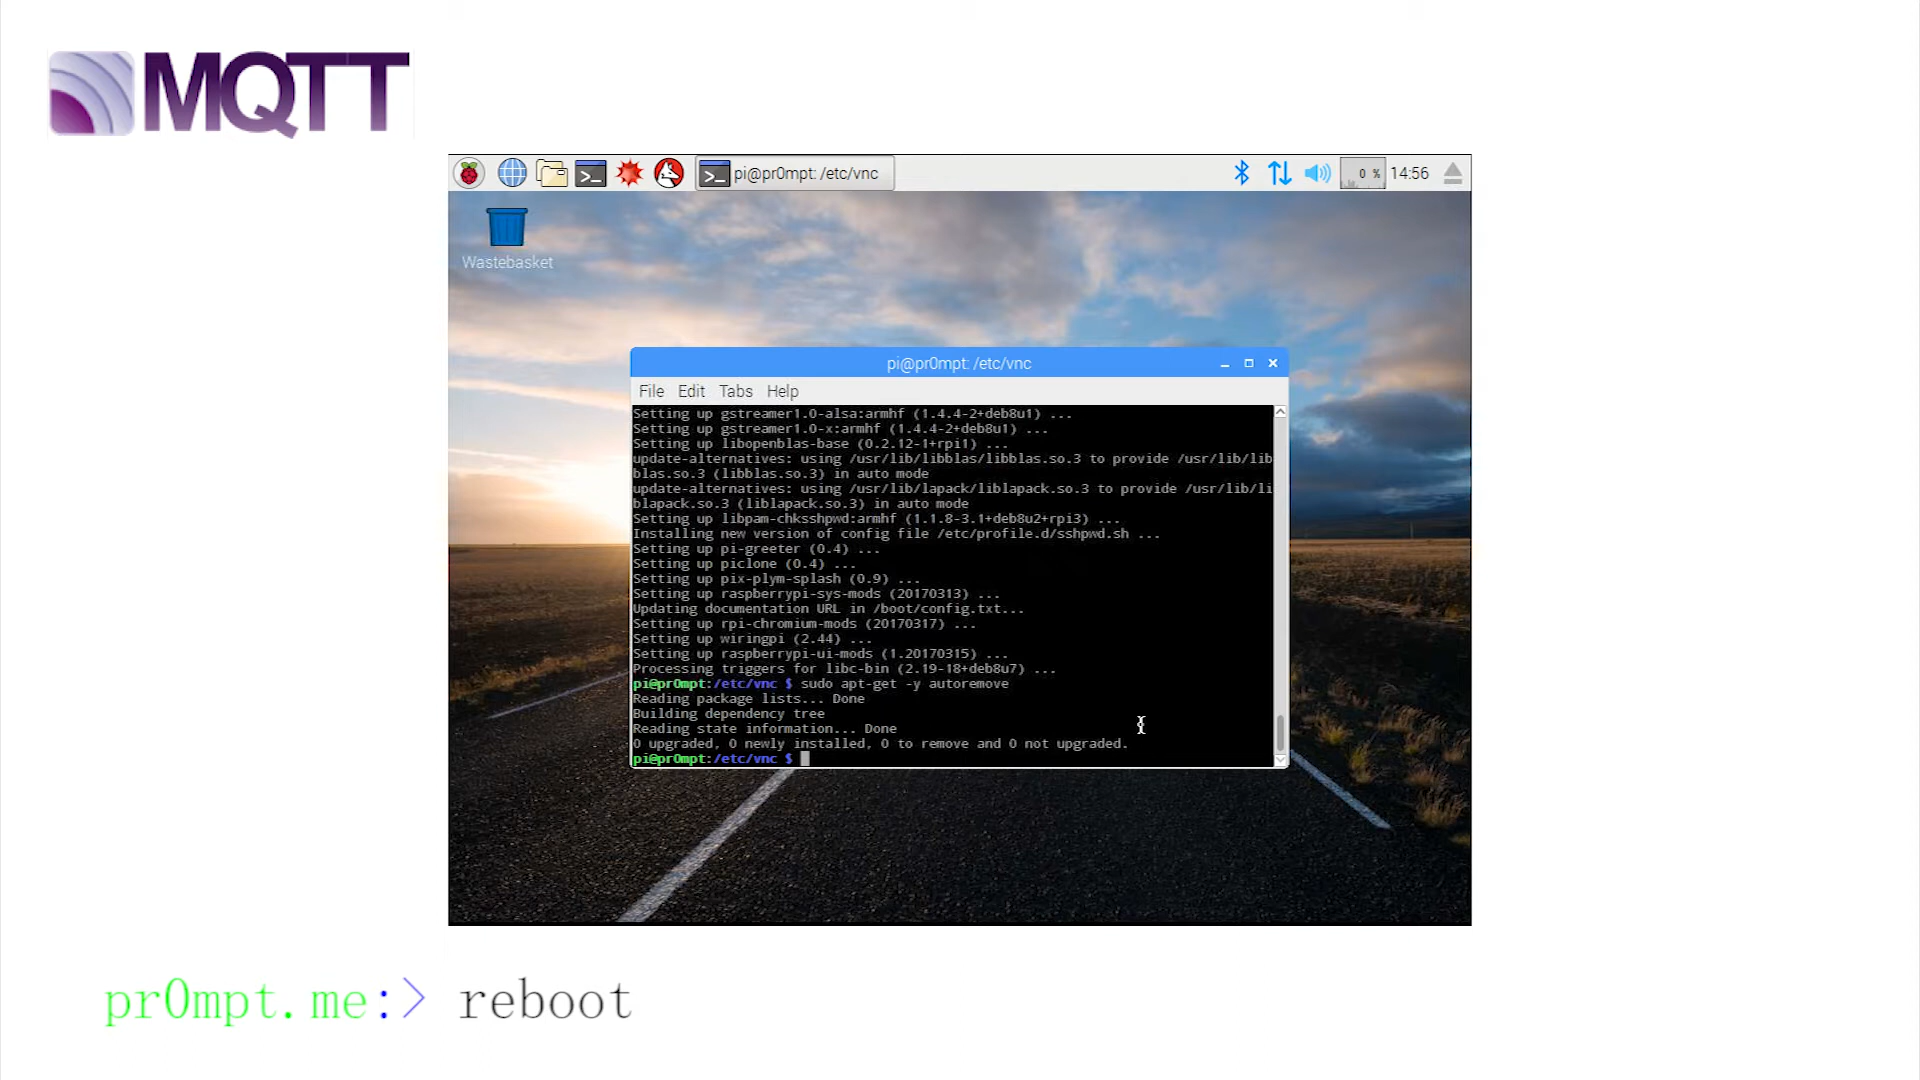 MQTT
>_
>_ pi@pr0mpt: /etc/vnc
0 %
14:56
Wastebasket
pi@pr0mpt: /etc/vnc
File Edit Tabs Help
Setting up gstreamer1.0-alsa:armhf (1.4.4-2+deb8u1) ...
Setting up gstreamer1.0-x:armhf (1.4.4-2+deb8u1) ...
Setting up libopenblas-base (0.2.12-1+rpi1) ...
update-alternatives: using /usr/lib/libblas/libblas.so.3 to provide /usr/lib/lib
blas.so.3 (libblas.so.3) in auto mode
update-alternatives: using /usr/lib/lapack/liblapack.so.3 to provide /usr/lib/li
blapack.so.3 (liblapack.so.3) in auto mode
Setting up libpam-chksshpwd:armhf (1.1.8-3.1+deb8u2+rpi3) ...
Installing new version of config file /etc/profile.d/sshpwd.sh ...
Setting up pi-greeter (0.4) ...
Setting up piclone (0.4) ...
Setting up pix-plym-splash (0.9) ...
Setting up raspberrypi-sys-mods (20170313) ...
Updating documentation URL in /boot/config.txt...
Setting up rpi-chromium-mods (20170317) ...
Setting up wiringpi (2.44) ...
Setting up raspberrypi-ui-mods (1.20170315) ...
Processing triggers for libc-bin (2.19-18+deb8u7) ...
pi@pr0mpt:/etc/vnc $ sudo apt-get -y autoremove
Reading package lists... Done
Building dependency tree
Reading state information... Done
0 upgraded, 0 newly installed, 0 to remove and 0 not upgraded.
pi@pr0mpt:/etc/vnc $
pr0mpt.me:> reboot